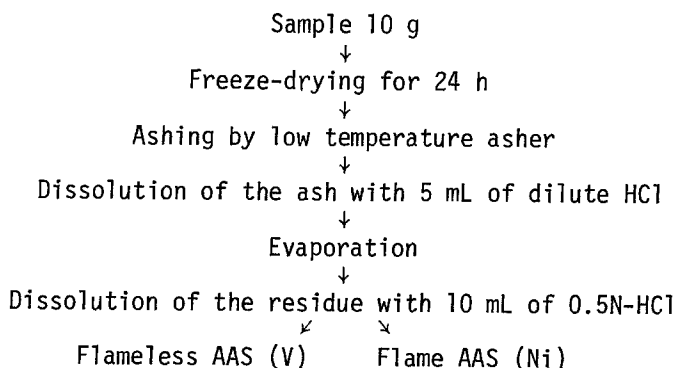 Sample 10 g
↓
Freeze-drying for 24 h
↓
Ashing by low temperature asher
↓
Dissolution of the ash with 5 mL of dilute HCl
↓
Evaporation
↓
Dissolution of the residue with 10 mL of 0.5N-HCl
↙ ↘
Flameless AAS (V) Flame AAS (Ni)